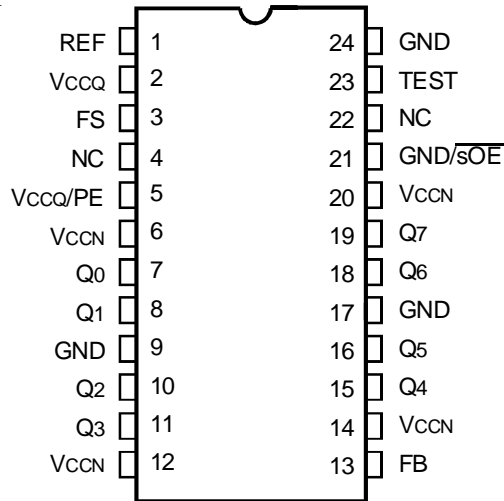 REF 1 24 GND
VCCQ 2 23 TEST
FS 3 22 NC
NC 4 21 GND/sOE
VCCQ/PE 5 20 VCCN
VCCN 6 19 Q7
Q0 7 18 Q6
Q1 8 17 GND
GND 9 16 Q5
Q2 10 15 Q4
Q3 11 14 VCCN
VCCN 12 13 FB